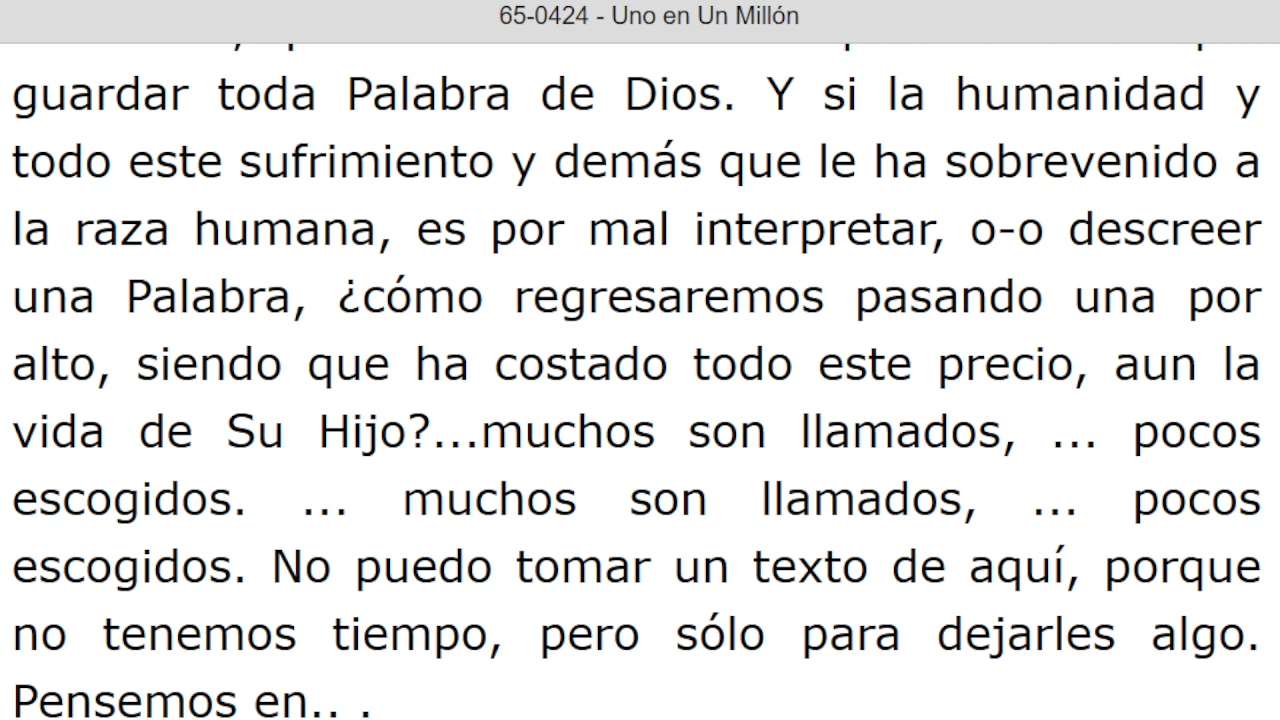 65-0424 - Uno en Un Millón
guardar toda Palabra de Dios. Y si la humanidad y
todo este sufrimiento y demás que le ha sobrevenido a
la raza humana, es por mal interpretar, o-o descreer
una Palabra, ¿cómo regresaremos pasando una por
alto, siendo que ha costado todo este precio, aun la
vida de Su Hijo?...muchos son llamados, ... pocos
escogidos. ... muchos son llamados, ... pocos
escogidos. No puedo tomar un texto de aquí, porque
no tenemos tiempo, pero sólo para dejarles algo.
Pensemos en.. .